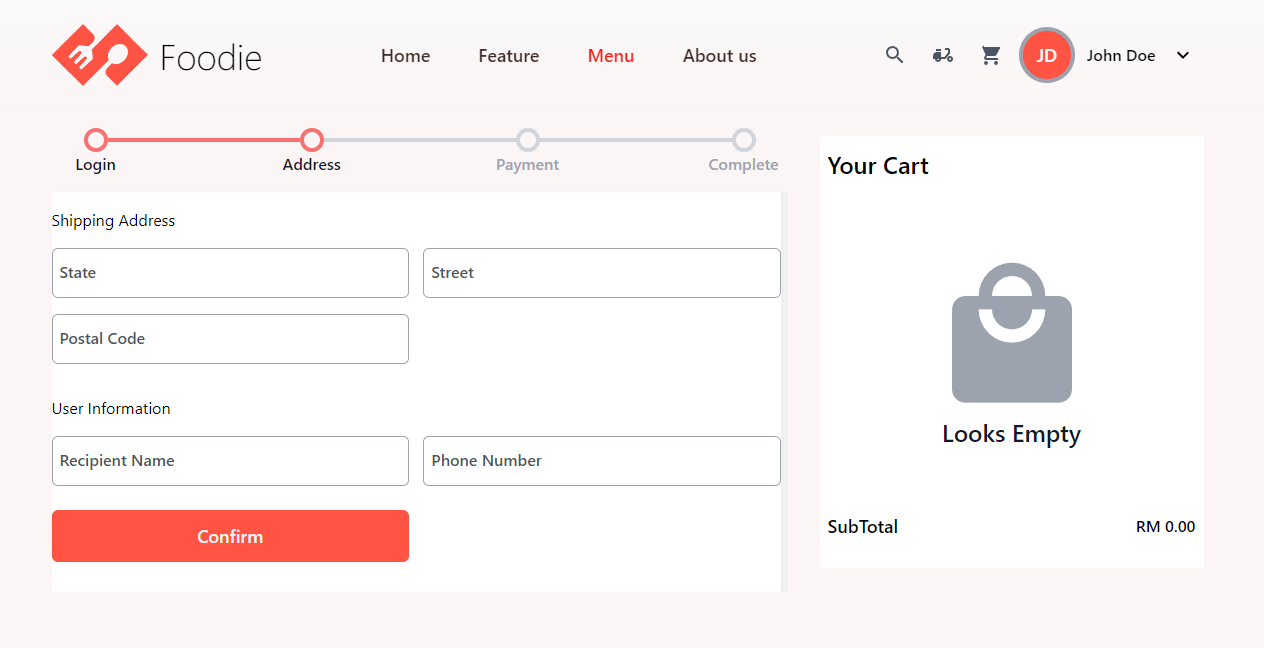 Foodie
Home Feature Menu About us
JD John Doe
Login Address Payment Complete
Your Cart
Shipping Address
State Street
Postal Code
User Information
Looks Empty
Recipient Name Phone Number
SubTotal RM 0.00
Confirm